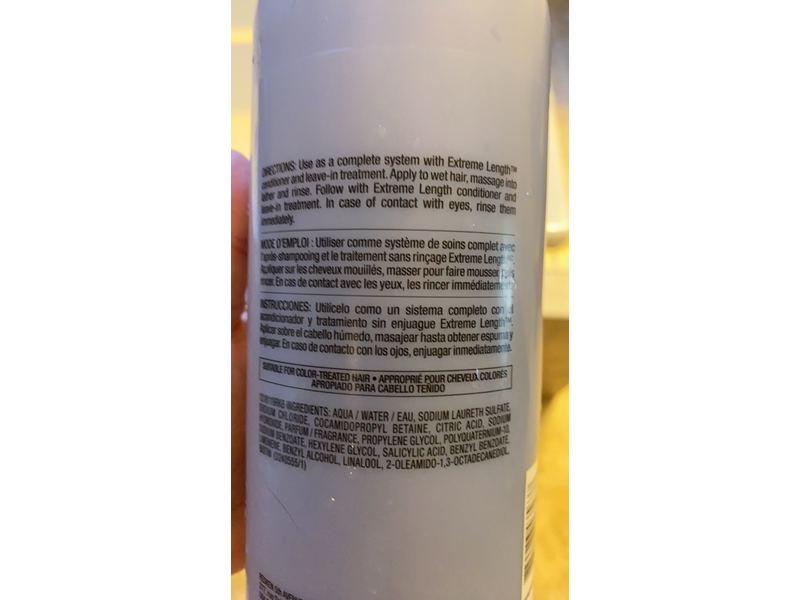 DIRECTIONS: Use as a complete system with Extreme Length™
conditioner and leave-in treatment. Apply to wet hair, massage into
lather and rinse. Follow with Extreme Length conditioner and
leave-in treatment. In case of contact with eyes, rinse them
immediately.
MODE D'EMPLOI : Utiliser comme système de soins complet avec
l'après-shampooing et le traitement sans rinçage Extreme Length
Appliquer sur les cheveux mouillés, masser pour faire mousser puis
rincer. En cas de contact avec les yeux, les rincer immédiatement.
INSTRUCCIONES: Utilícelo como un sistema completo con el
acondicionador y tratamiento sin enjuague Extreme Length™.
Aplicar sobre el cabello húmedo, masajear hasta obtener espuma y
enjuagar. En caso de contacto con los ojos, enjuagar inmediatamente.
SUITABLE FOR COLOR-TREATED HAIR • APPROPRIÉ POUR CHEVEUX COLORÉS
APROPIADO PARA CABELLO TEÑIDO
INGREDIENTS: AQUA / WATER / EAU, SODIUM LAURETH SULFATE,
SODIUM CHLORIDE, COCAMIDOPROPYL BETAINE, CITRIC ACID, SODIUM
HYDROXIDE, PARFUM / FRAGRANCE, PROPYLENE GLYCOL, POLYQUATERNIUM-10,
SODIUM BENZOATE, HEXYLENE GLYCOL, SALICYLIC ACID, BENZYL BENZOATE,
LIMONENE, BENZYL ALCOHOL, LINALOOL, 2-OLEAMIDO-1,3-OCTADECANEDIOL,
BIOTIN (D240555/1)